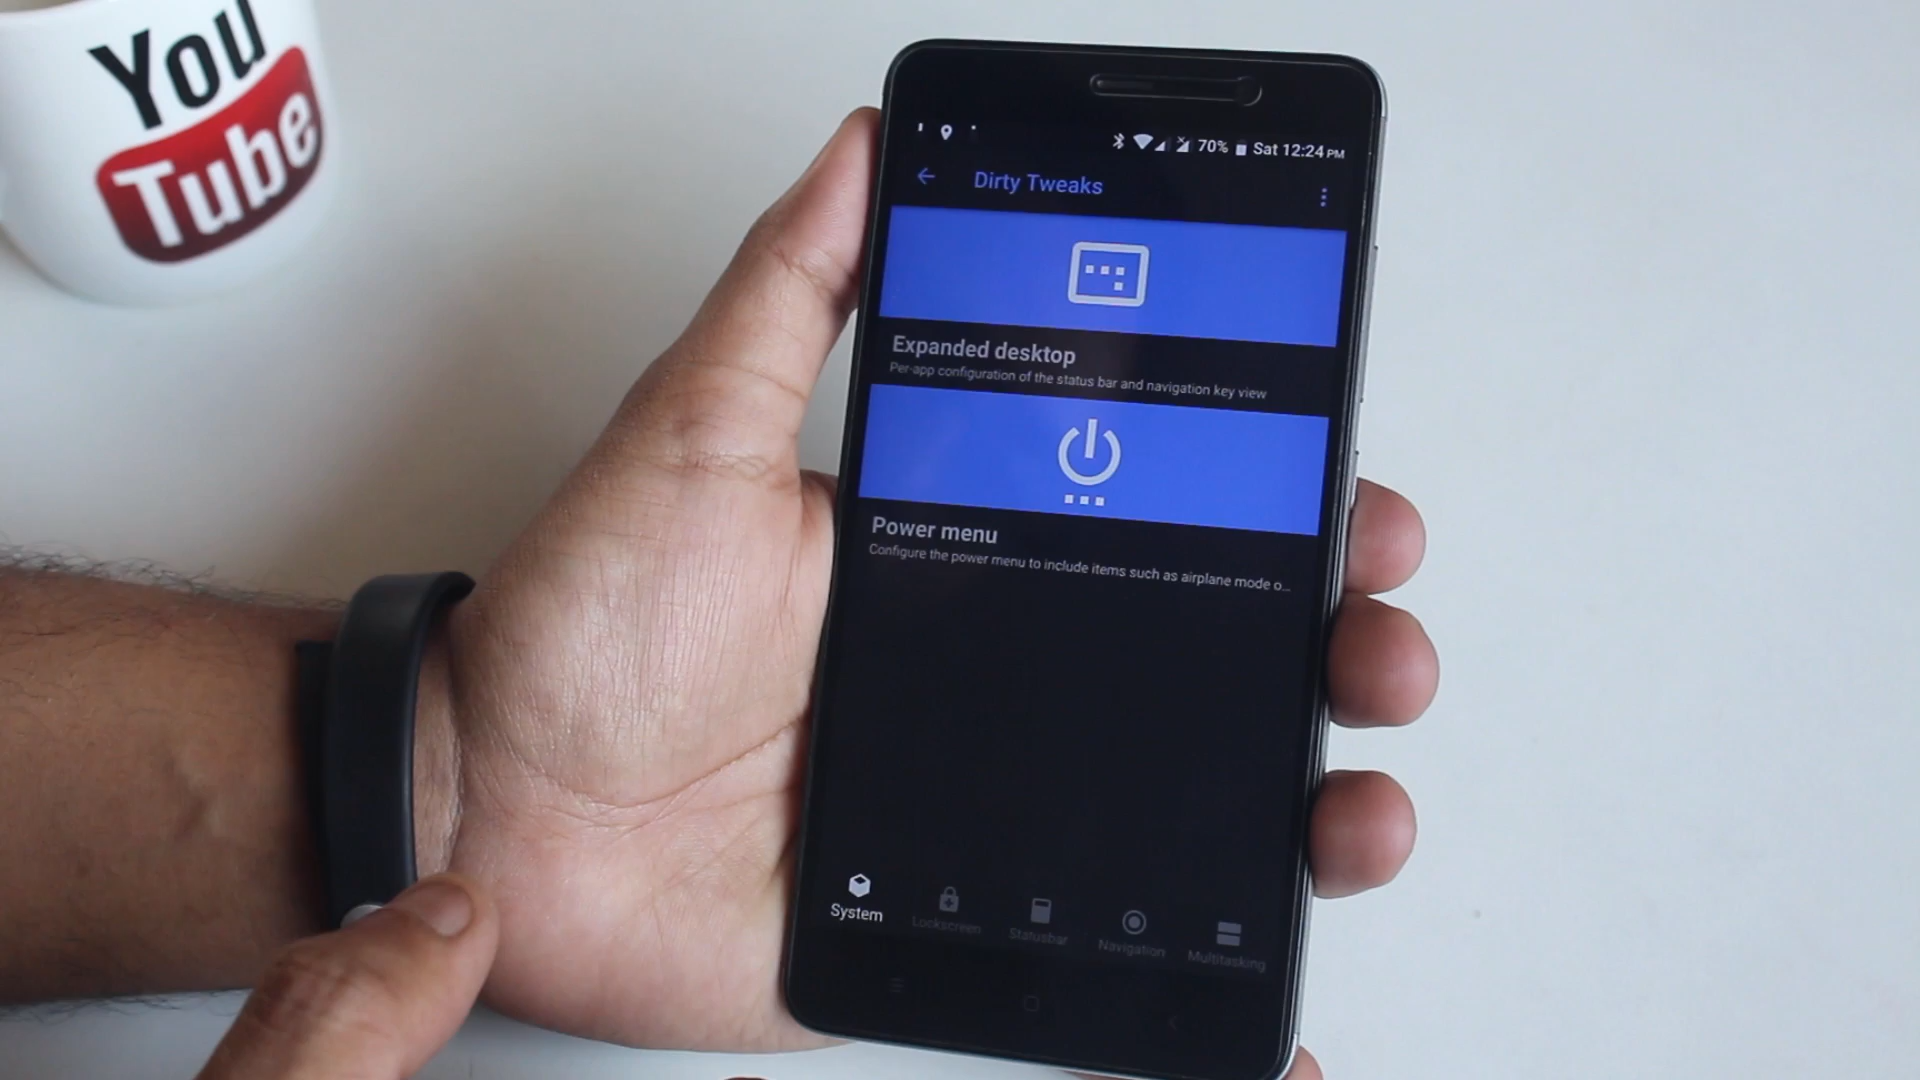 You
Tube
70% Sat 12:24 PM
Dirty Tweaks
Expanded desktop
Per-app configuration of the status bar and navigation key view
Power menu
Configure the power menu to include items such as airplane mode o...
System
Lockscreen
Statusbar
Navigation
Multitasking